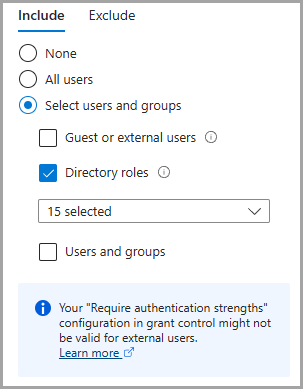 Include Exclude
None
All users
Select users and groups
Guest or external users
Directory roles
15 selected
Users and groups
Your "Require authentication strengths"
configuration in grant control might not
be valid for external users.
Learn more